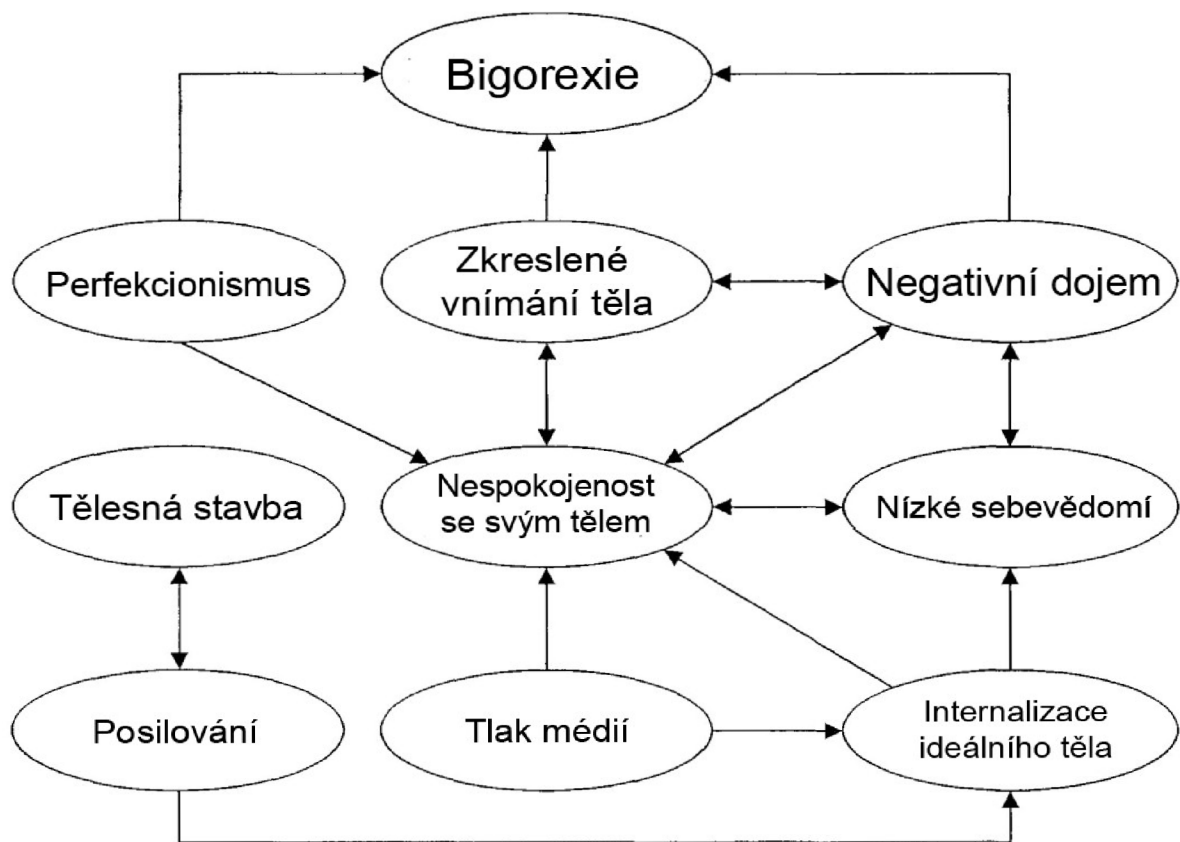 Bigorexie
Perfekcionismus
Zkreslené
vnímání těla
Negativní dojem
Tělesná stavba
Nespokojenost
se svým tělem
Nízké sebevědomí
Posilování
Tlak médií
Internalizace
ideálního těla